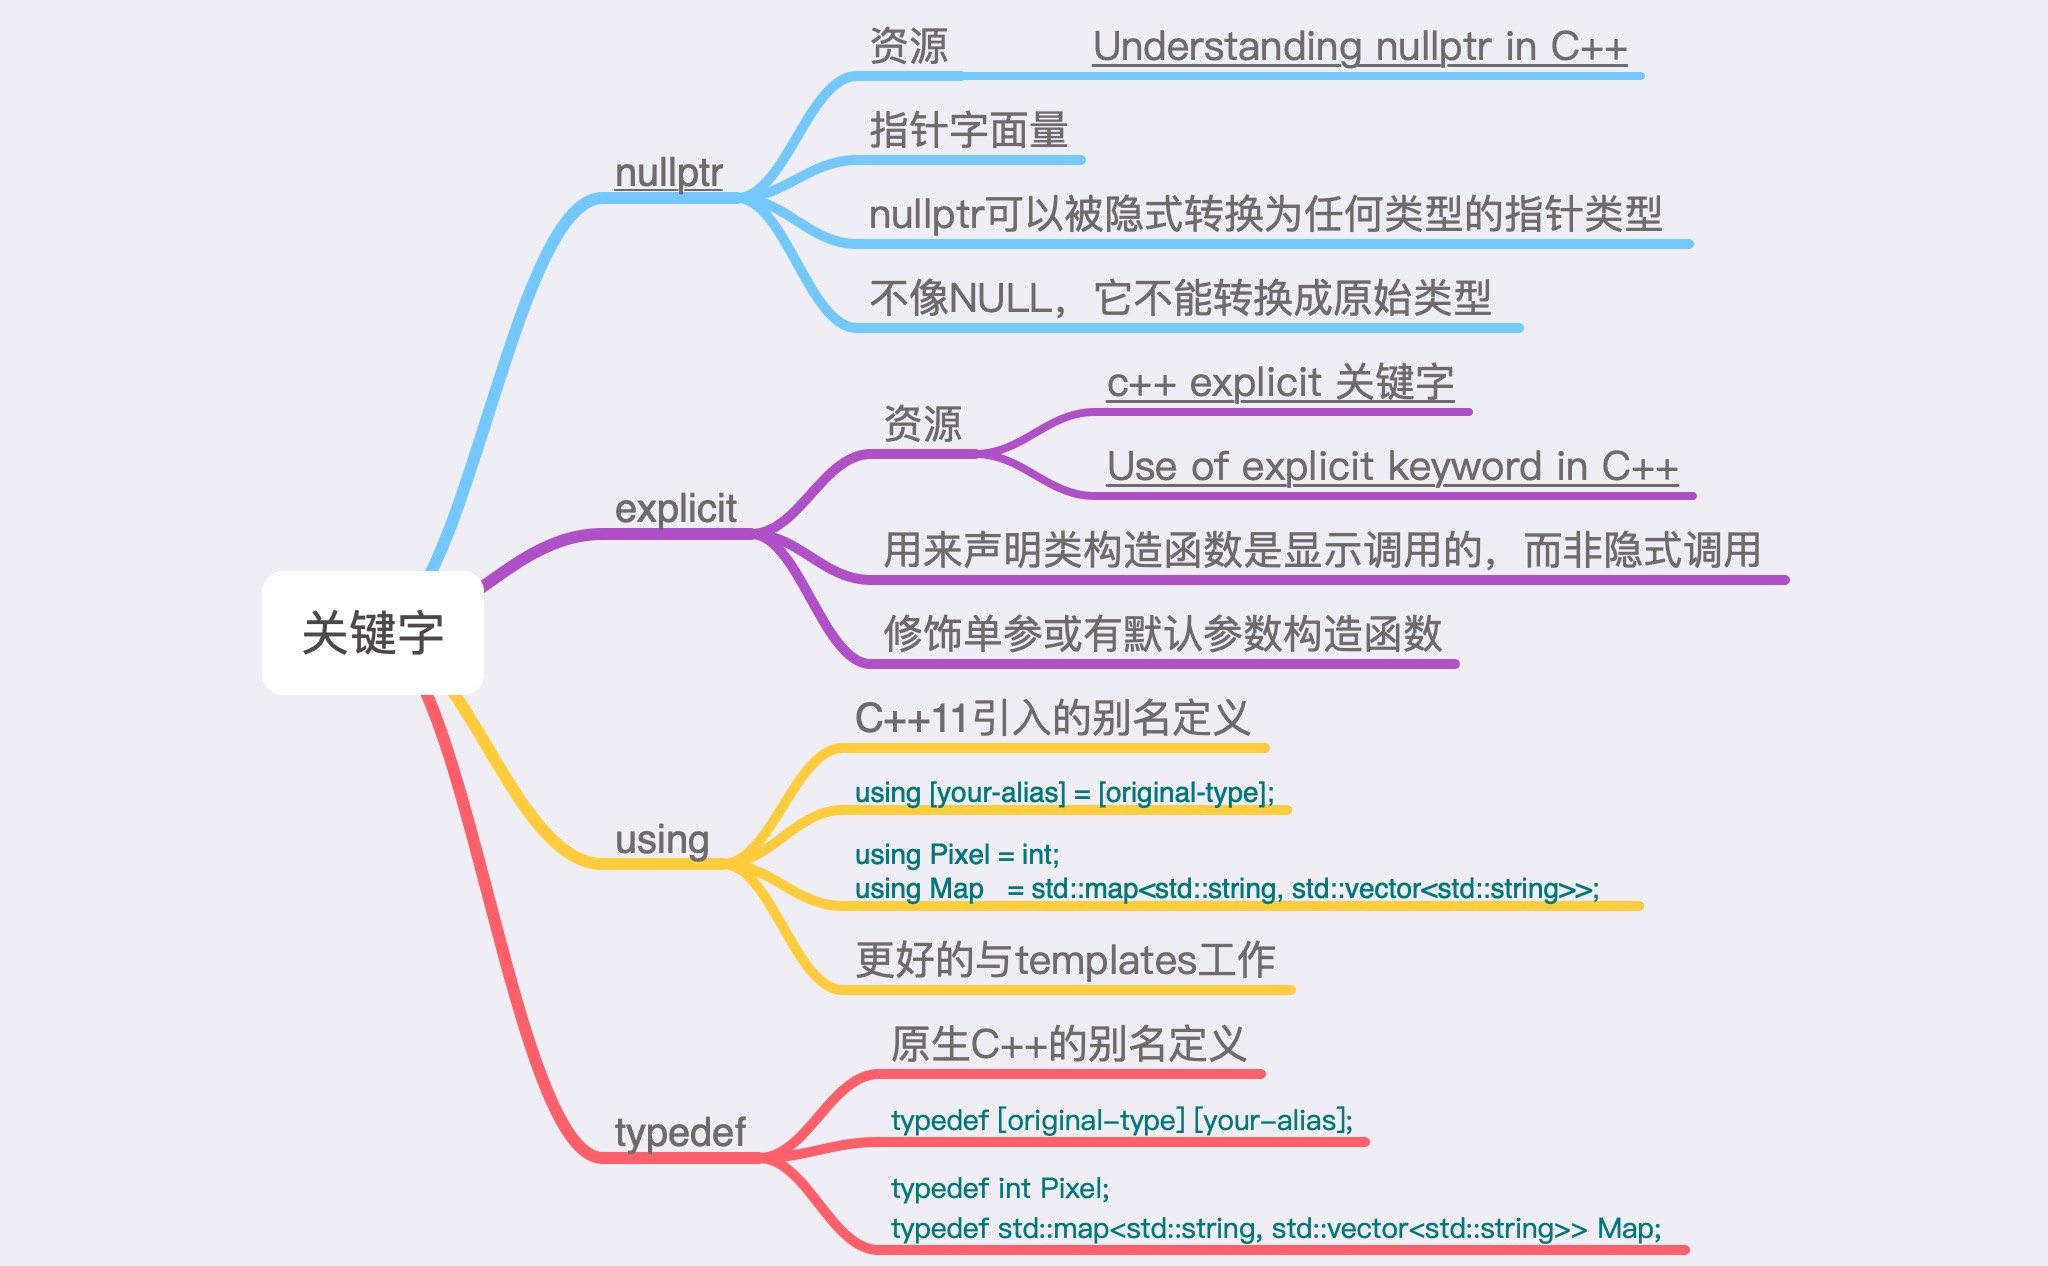 关键字
nullptr
资源
Understanding nullptr in C++
指针字面量
nullptr可以被隐式转换为任何类型的指针类型
不像NULL，它不能转换成原始类型
explicit
资源
c++ explicit 关键字
Use of explicit keyword in C++
用来声明类构造函数是显示调用的，而非隐式调用
修饰单参或有默认参数构造函数
using
C++11引入的别名定义
using [your-alias] = [original-type];
using Pixel = int;
using Map   = std::map<std::string, std::vector<std::string>>;
更好的与templates工作
typedef
原生C++的别名定义
typedef [original-type] [your-alias];
typedef int Pixel;
typedef std::map<std::string, std::vector<std::string>> Map;